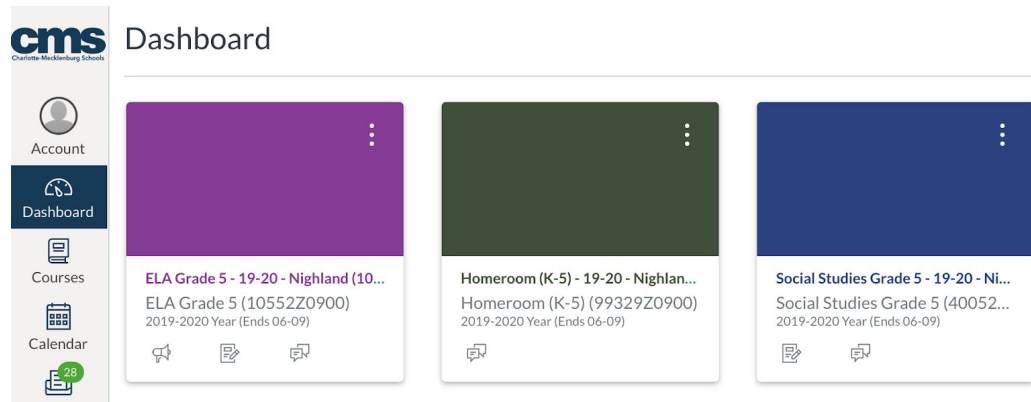 cms
Charlotte-Mecklenburg Schools
Dashboard
Account
Dashboard
Courses
Calendar
28
ELA Grade 5 - 19-20 - Nighland (10...
ELA Grade 5 (10552Z0900)
2019-2020 Year (Ends 06-09)
Homeroom (K-5) - 19-20 - Nighlan...
Homeroom (K-5) (99329Z0900)
2019-2020 Year (Ends 06-09)
Social Studies Grade 5 - 19-20 - Ni...
Social Studies Grade 5 (40052...
2019-2020 Year (Ends 06-09)